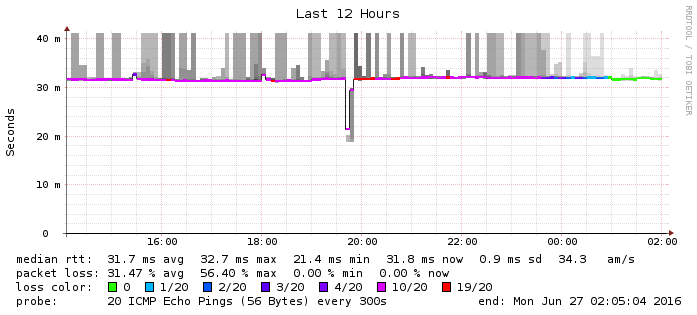 Last 12 Hours
RRDTOOL / TOBI OETIKER
Seconds
40 m
30 m
20 m
10 m
0
16:00 18:00 20:00 22:00 00:00 02:00
median rtt: 31.7 ms avg 32.7 ms max 21.4 ms min 31.8 ms now 0.9 ms sd 34.3 am/s
packet loss: 31.47 % avg 56.40 % max 0.00 % min 0.00 % now
loss color: 0 1/20 2/20 3/20 4/20 10/20 19/20
probe: 20 ICMP Echo Pings (56 Bytes) every 300s end: Mon Jun 27 02:05:04 2016